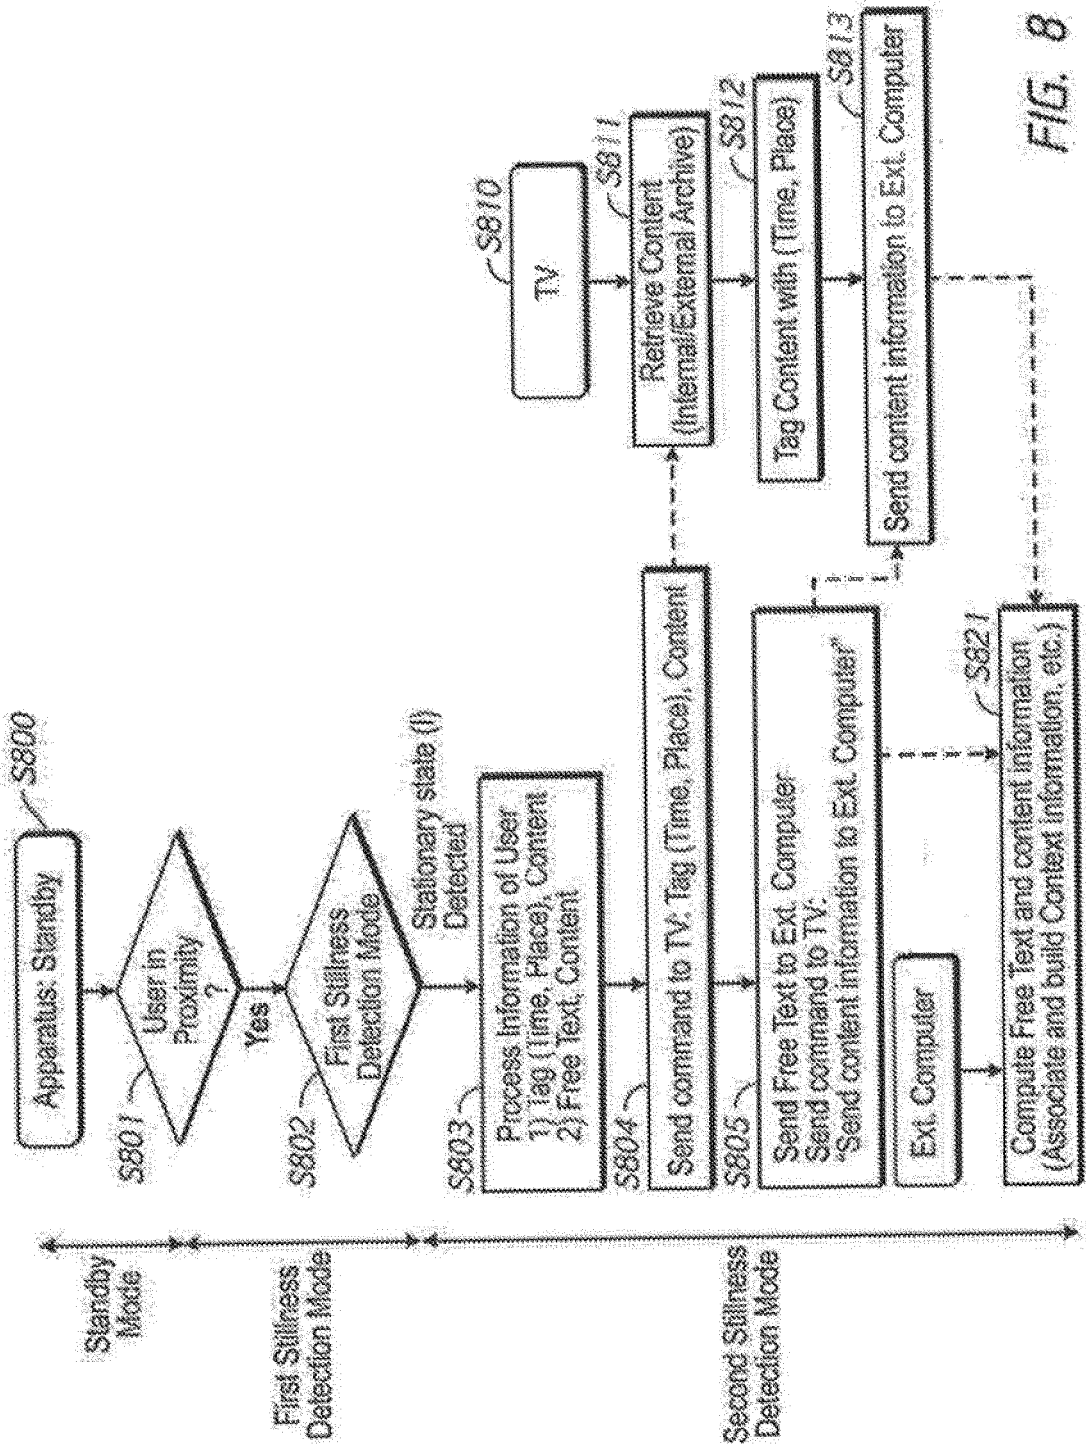 Standby
Mode
First Stillness
Detection Mode
Second Stillness
Detection Mode
Apparatus: Standby
S800
S801
User in
Proximity
?
Yes
S802
First Stillness
Detection Mode
Stationary state (I)
Detected
S803
Process Information of User
1) Tag (Time, Place), Content
2) Free Text, Content
S804
Send command to TV: Tag (Time, Place), Content
S805
Send Free Text to Ext. Computer
Send command to TV:
"Send content information to Ext. Computer"
Ext. Computer
S821
Compute Free Text and content information
(Associate and build Context Information, etc.)
S810
TV
S811
Retrieve Content
(Internal/External Archive)
S812
Tag Content with (Time, Place)
S813
Send content information to Ext. Computer
FIG. 8